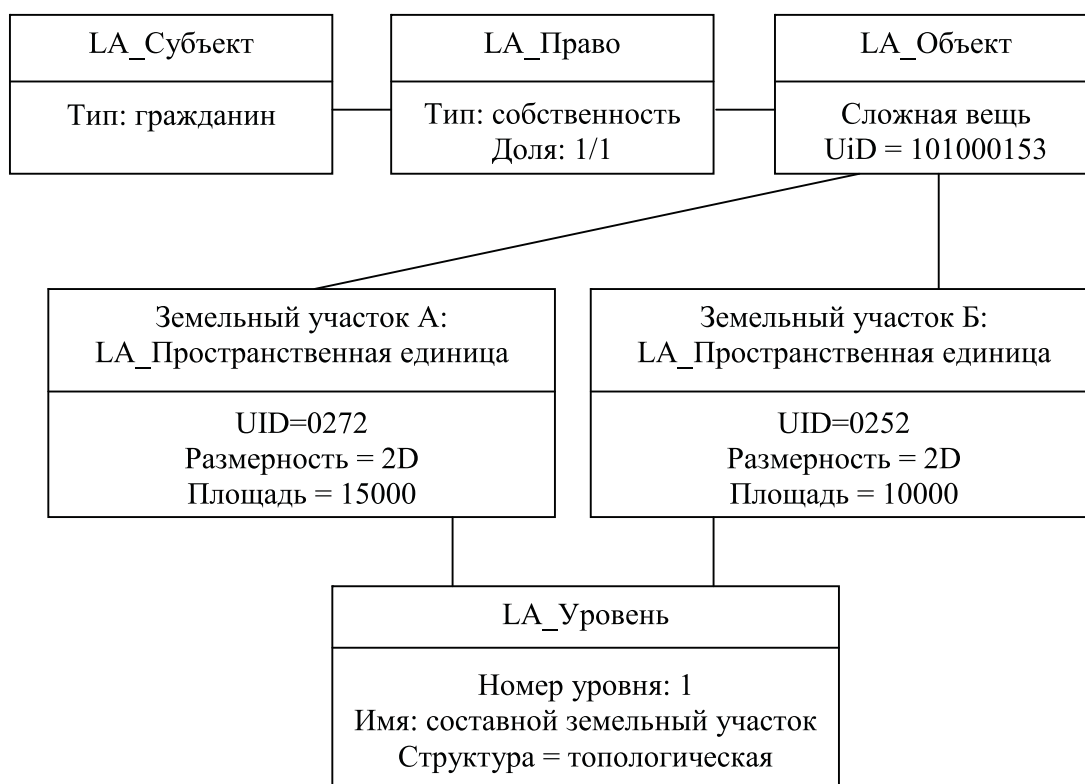 LA_Субъект
Тип: гражданин
LA_Право
Тип: собственность
Доля: 1/1
LA_Объект
Сложная вещь
UiD = 101000153
Земельный участок А:
LA_Пространственная единица
UID=0272
Размерность = 2D
Площадь = 15000
Земельный участок Б:
LA_Пространственная единица
UID=0252
Размерность = 2D
Площадь = 10000
LA_Уровень
Номер уровня: 1
Имя: составной земельный участок
Структура = топологическая